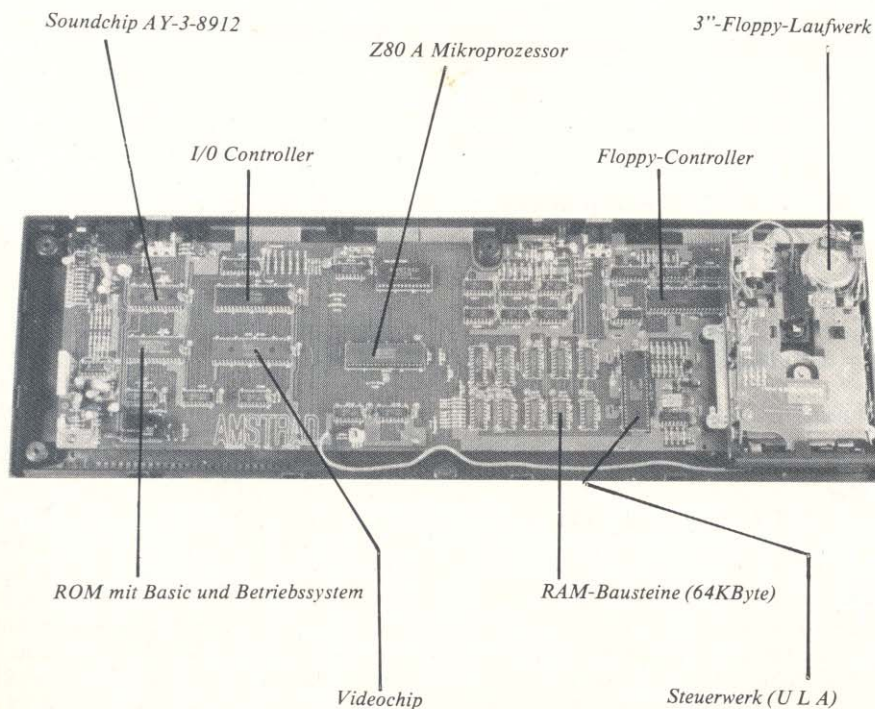 Soundchip AY-3-8912
3"-Floppy-Laufwerk
Z80 A Mikroprozessor
I/0 Controller
Floppy-Controller
AMSTRAD
ROM mit Basic und Betriebssystem
RAM-Bausteine (64KByte)
Videochip
Steuerwerk (U L A)